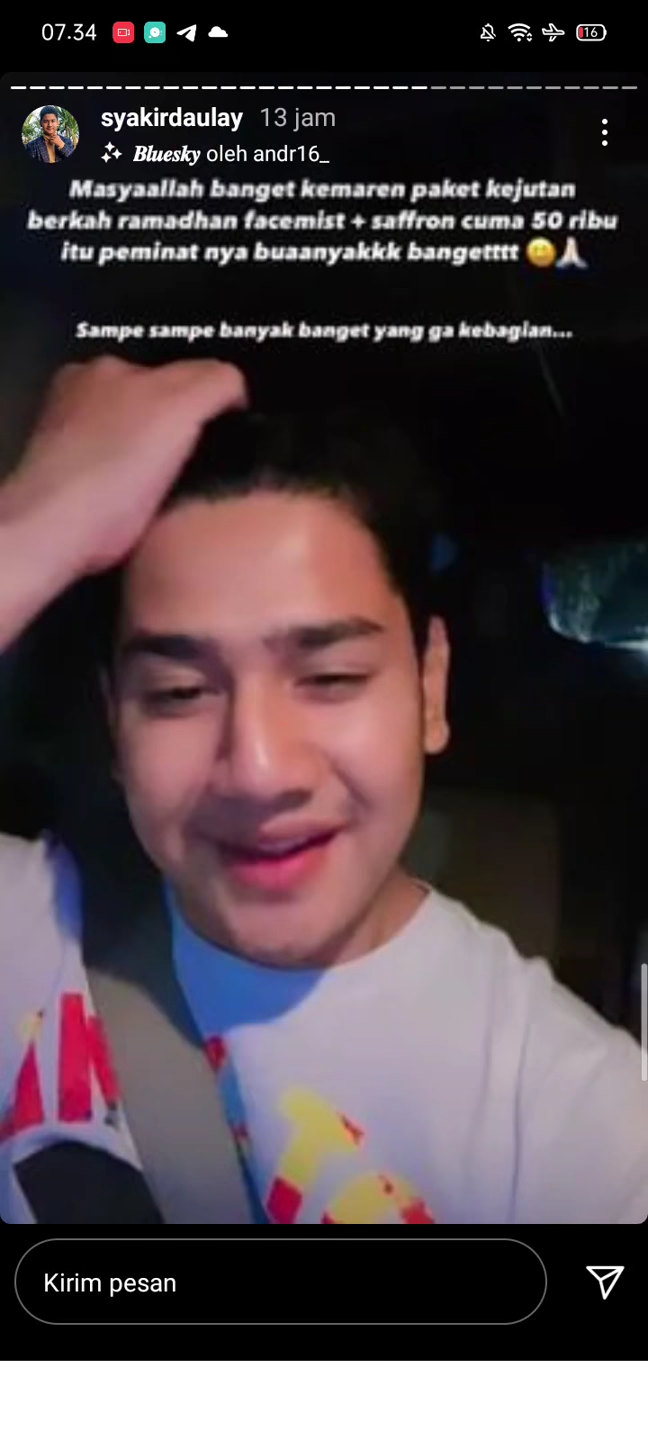 07.34
16
syakirdaulay 13 jam
Bluesky oleh andr16_
Masyaallah banget kemaren paket kejutan
berkah ramadhan facemist + saffron cuma 50 ribu
itu peminat nya buaanyakkk bangetttt 😊🙏🏻
Sampe sampe banyak banget yang ga kebagian...
Kirim pesan